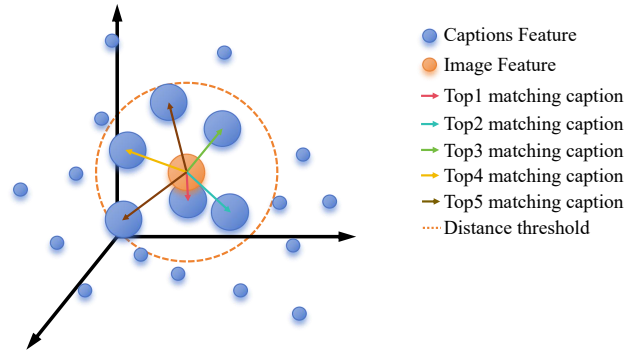 Captions Feature
Image Feature
Top1 matching caption
Top2 matching caption
Top3 matching caption
Top4 matching caption
Top5 matching caption
Distance threshold